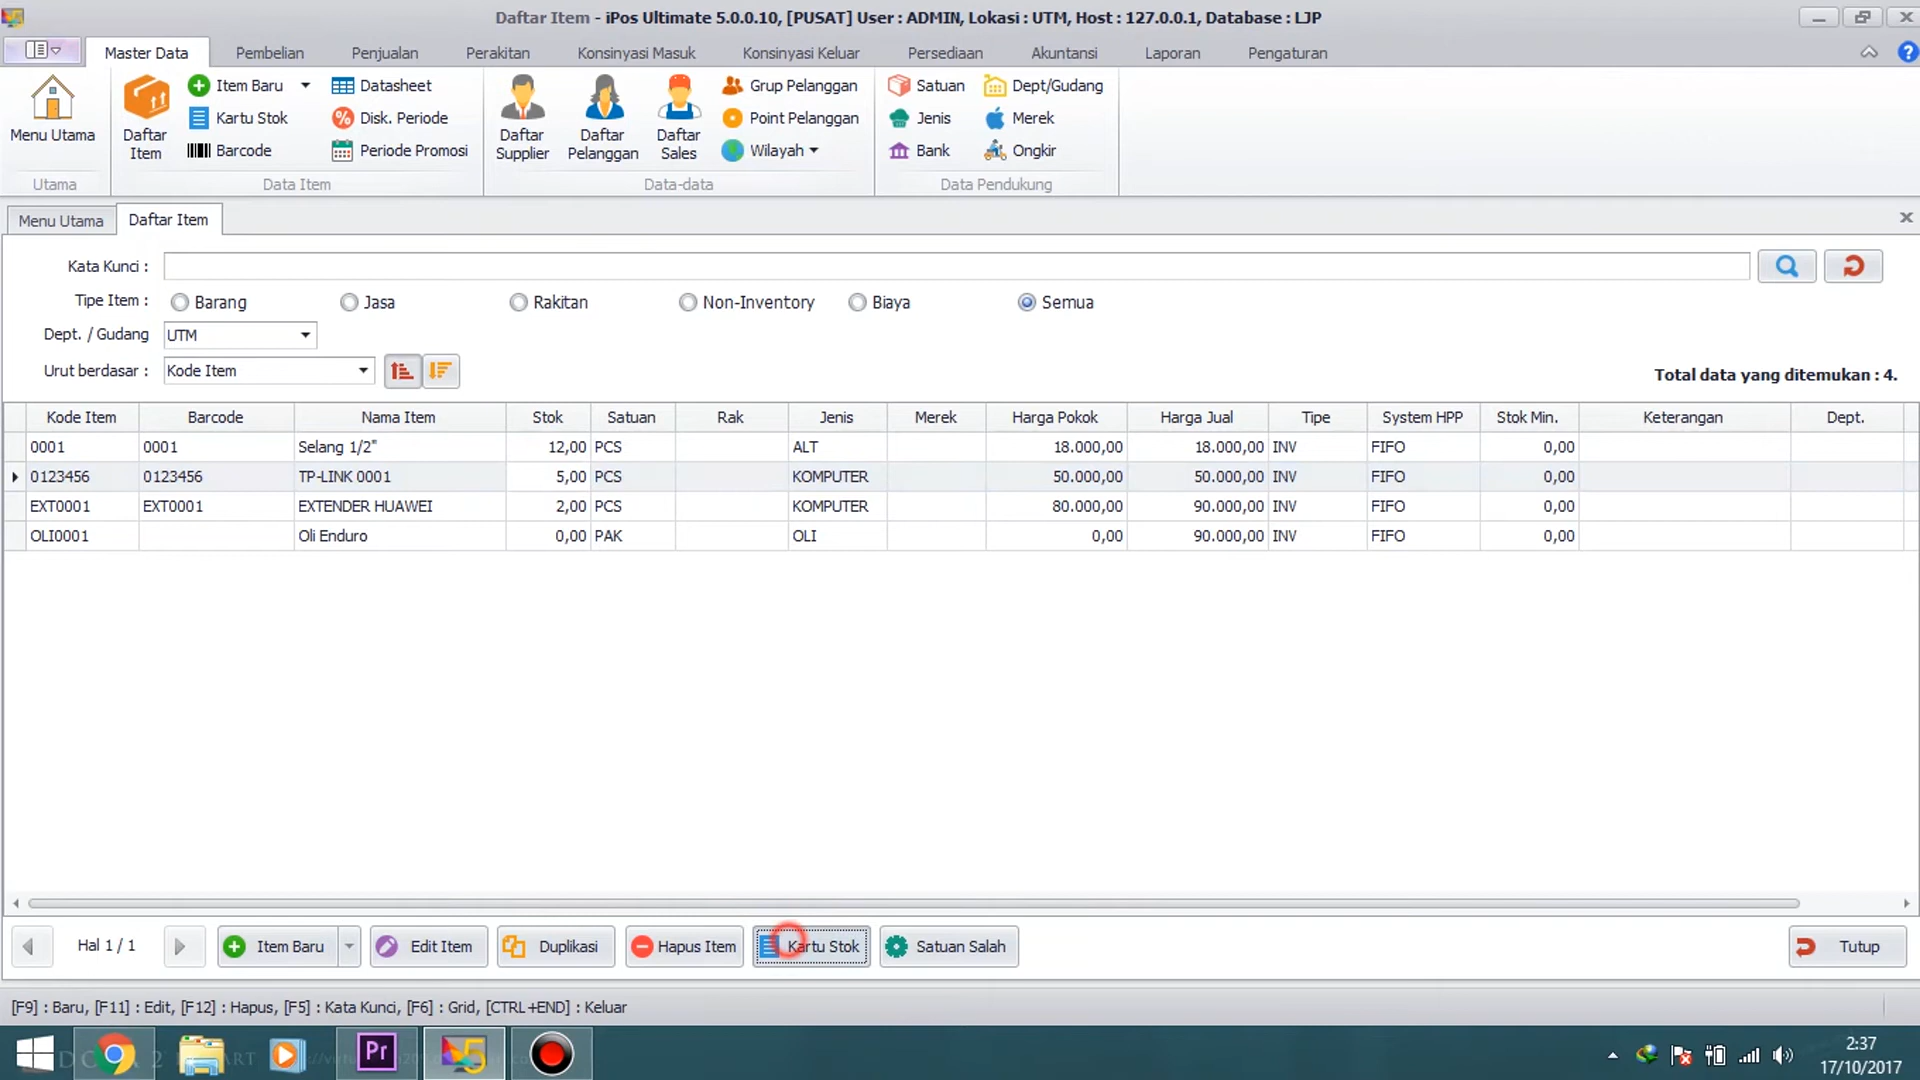 Daftar Item - iPos Ultimate 5.0.0.10, [PUSAT] User : ADMIN, Lokasi : UTM, Host : 127.0.0.1, Database : LJP
Master Data Pembelian Penjualan Perakitan Konsinyasi Masuk Konsinyasi Keluar Persediaan Akuntansi Laporan Pengaturan
Menu Utama
Utama
Daftar Item
Item Baru
Kartu Stok
Barcode
Datasheet
Disk. Periode
Periode Promosi
Data Item
Daftar Supplier
Daftar Pelanggan
Daftar Sales
Grup Pelanggan
Point Pelanggan
Wilayah
Data-data
Satuan
Jenis
Bank
Dept/Gudang
Merek
Ongkir
Data Pendukung
Menu Utama Daftar Item
Kata Kunci :
Tipe Item : Barang Jasa Rakitan Non-Inventory Biaya Semua
Dept. / Gudang UTM
Urut berdasar : Kode Item
Total data yang ditemukan : 4.
Kode Item Barcode Nama Item Stok Satuan Rak Jenis Merek Harga Pokok Harga Jual Tipe System HPP Stok Min. Keterangan Dept.
0001 0001 Selang 1/2" 12,00 PCS ALT 18.000,00 18.000,00 INV FIFO 0,00
0123456 0123456 TP-LINK 0001 5,00 PCS KOMPUTER 50.000,00 50.000,00 INV FIFO 0,00
EXT0001 EXT0001 EXTENDER HUAWEI 2,00 PCS KOMPUTER 80.000,00 90.000,00 INV FIFO 0,00
OLI0001 Oli Enduro 0,00 PAK OLI 0,00 90.000,00 INV FIFO 0,00
Hal 1 / 1 Item Baru Edit Item Duplikasi Hapus Item Kartu Stok Satuan Salah Tutup
[F9] : Baru, [F11] : Edit, [F12] : Hapus, [F5] : Kata Kunci, [F6] : Grid, [CTRL+END] : Keluar
Pr
5
2:37
17/10/2017